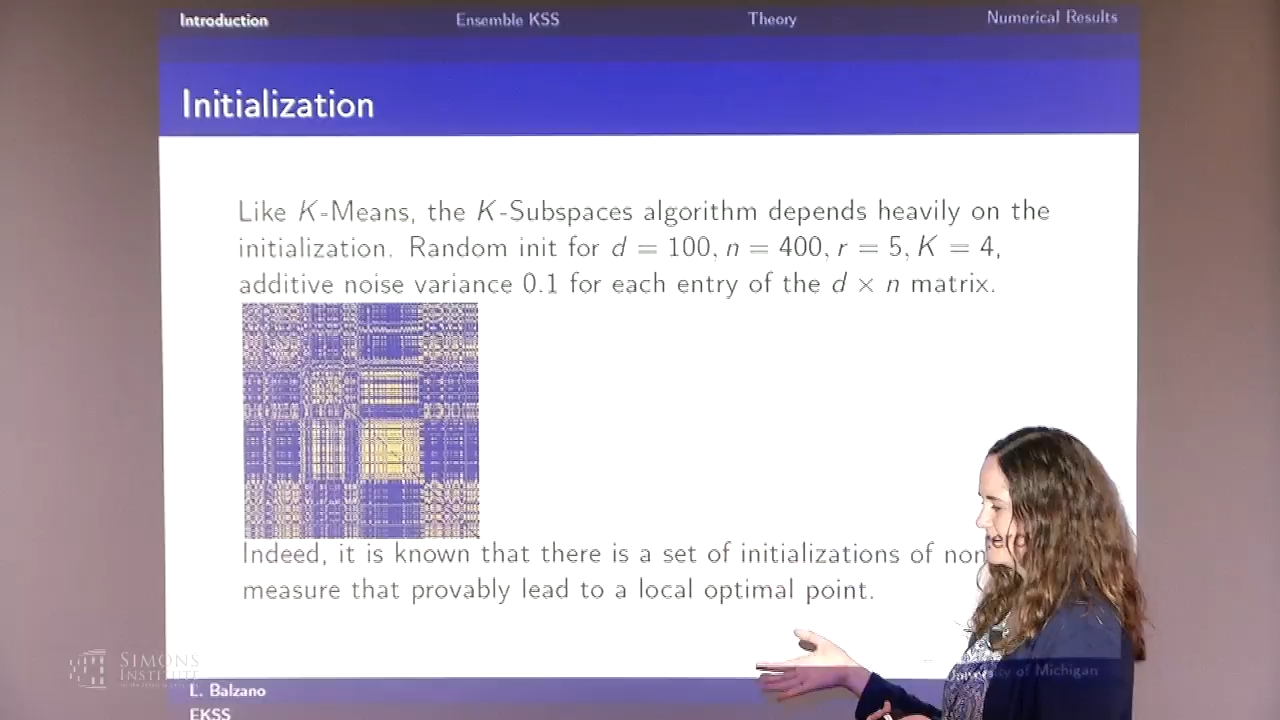 Introduction Ensemble KSS Theory Numerical Results
Initialization
Like K-Means, the K-Subspaces algorithm depends heavily on the
initialization. Random init for d = 100, n = 400, r = 5, K = 4,
additive noise variance 0.1 for each entry of the d × n matrix.
Indeed, it is known that there is a set of initializations of
measure that provably lead to a local optimal point.
SIMONS
INSTITUTE
L. Balzano
of Michigan
EKSS